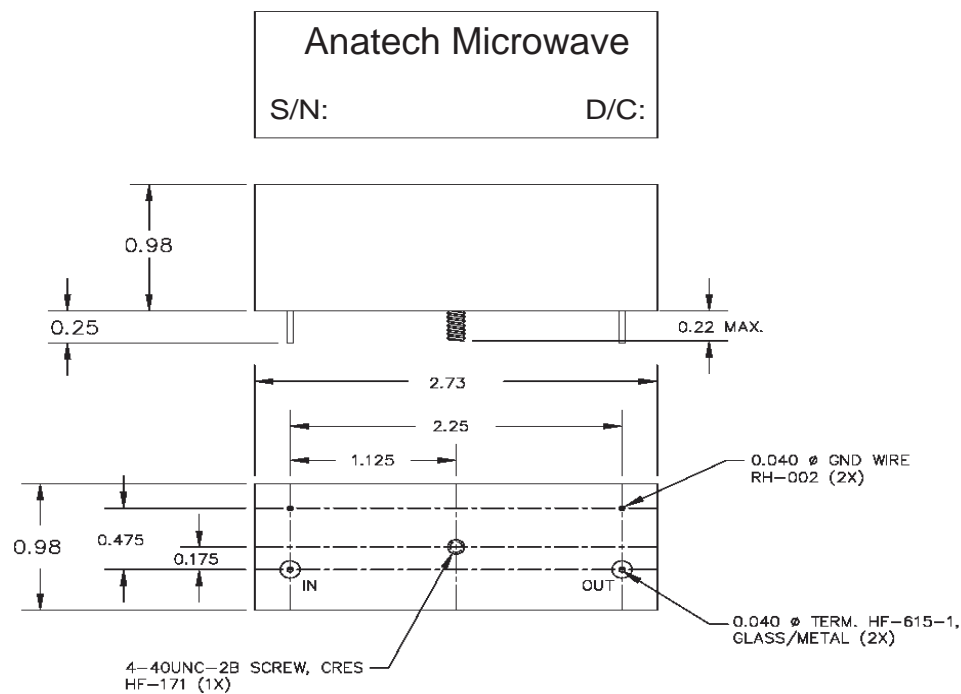 Anatech Microwave
S/N: D/C:
0.98
0.25
0.22 MAX.
2.73
2.25
1.125
0.040 ø GND WIRE
RH-002 (2X)
0.98
0.475
0.175
IN
OUT
0.040 ø TERM. HF-615-1,
GLASS/METAL (2X)
4-40UNC-2B SCREW, CRES
HF-171 (1X)